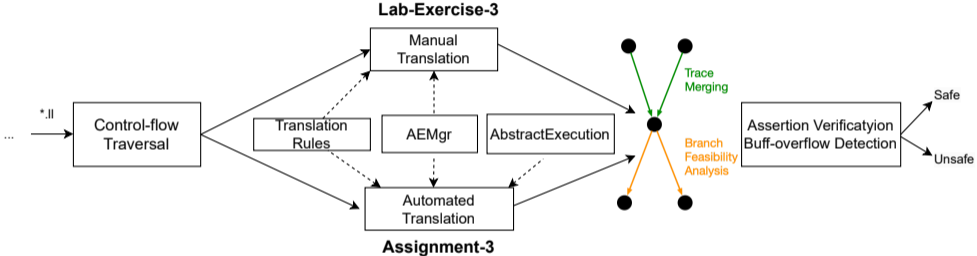 Lab-Exercise-3
Manual
Translation
*.ll
...
Control-flow
Traversal
Translation
Rules
AEMgr
AbstractExecution
Automated
Translation
Assignment-3
Trace
Merging
Branch
Feasibility
Analysis
Assertion Verificatyion
Buff-overflow Detection
Safe
Unsafe